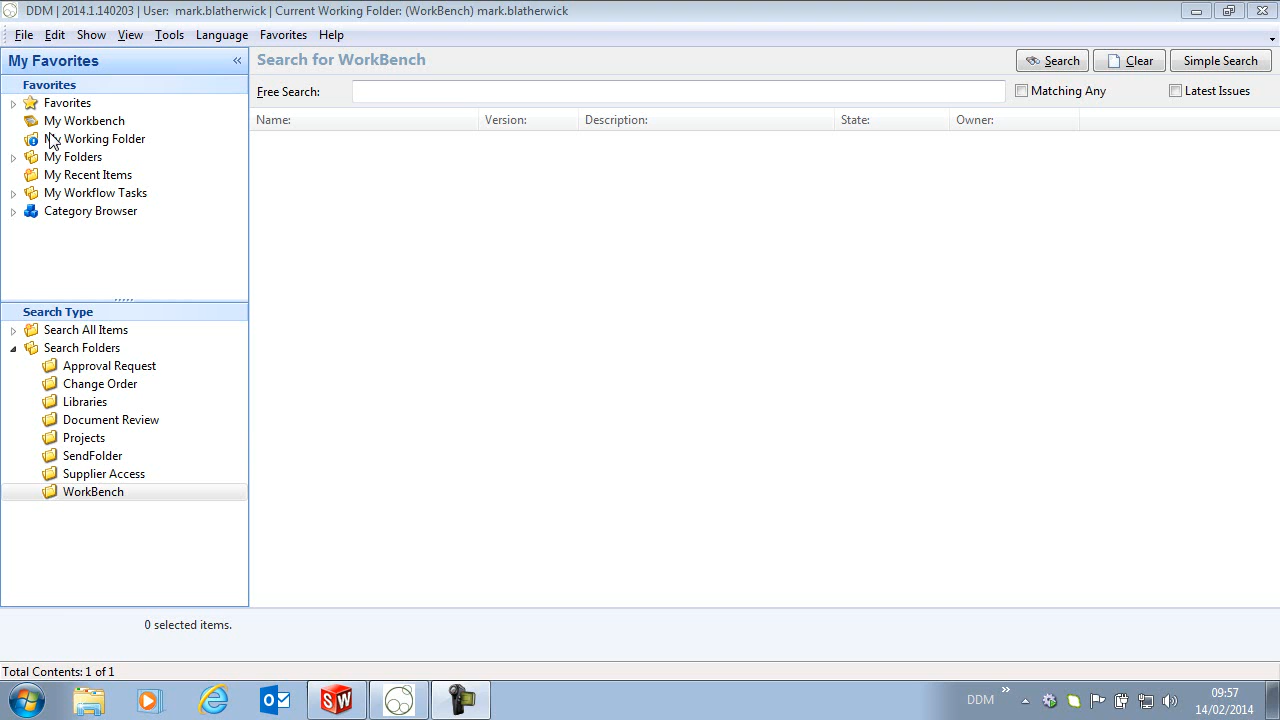 DDM | 2014.1.140203 | User: mark.blatherwick | Current Working Folder: (WorkBench) mark.blatherwick
File Edit Show View Tools Language Favorites Help
My Favorites «
Search for WorkBench
Search Clear Simple Search
Favorites
Free Search: Matching Any Latest Issues
Favorites
Name: Version: Description: State: Owner:
My Workbench
My Working Folder
My Folders
My Recent Items
My Workflow Tasks
Category Browser
Search Type
Search All Items
Search Folders
Approval Request
Change Order
Libraries
Document Review
Projects
SendFolder
Supplier Access
WorkBench
0 selected items.
Total Contents: 1 of 1
SW
DDM »
09:57
14/02/2014